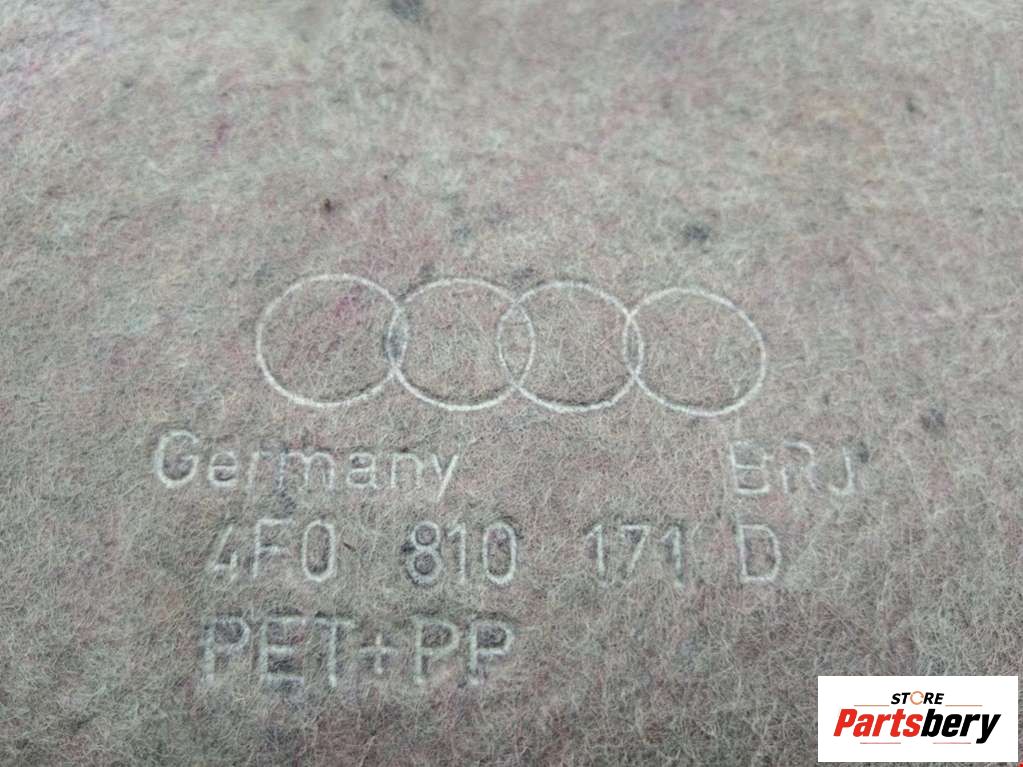 Germany BRJ
4F0 810 171 D
PET+PP
STORE
Partsbery